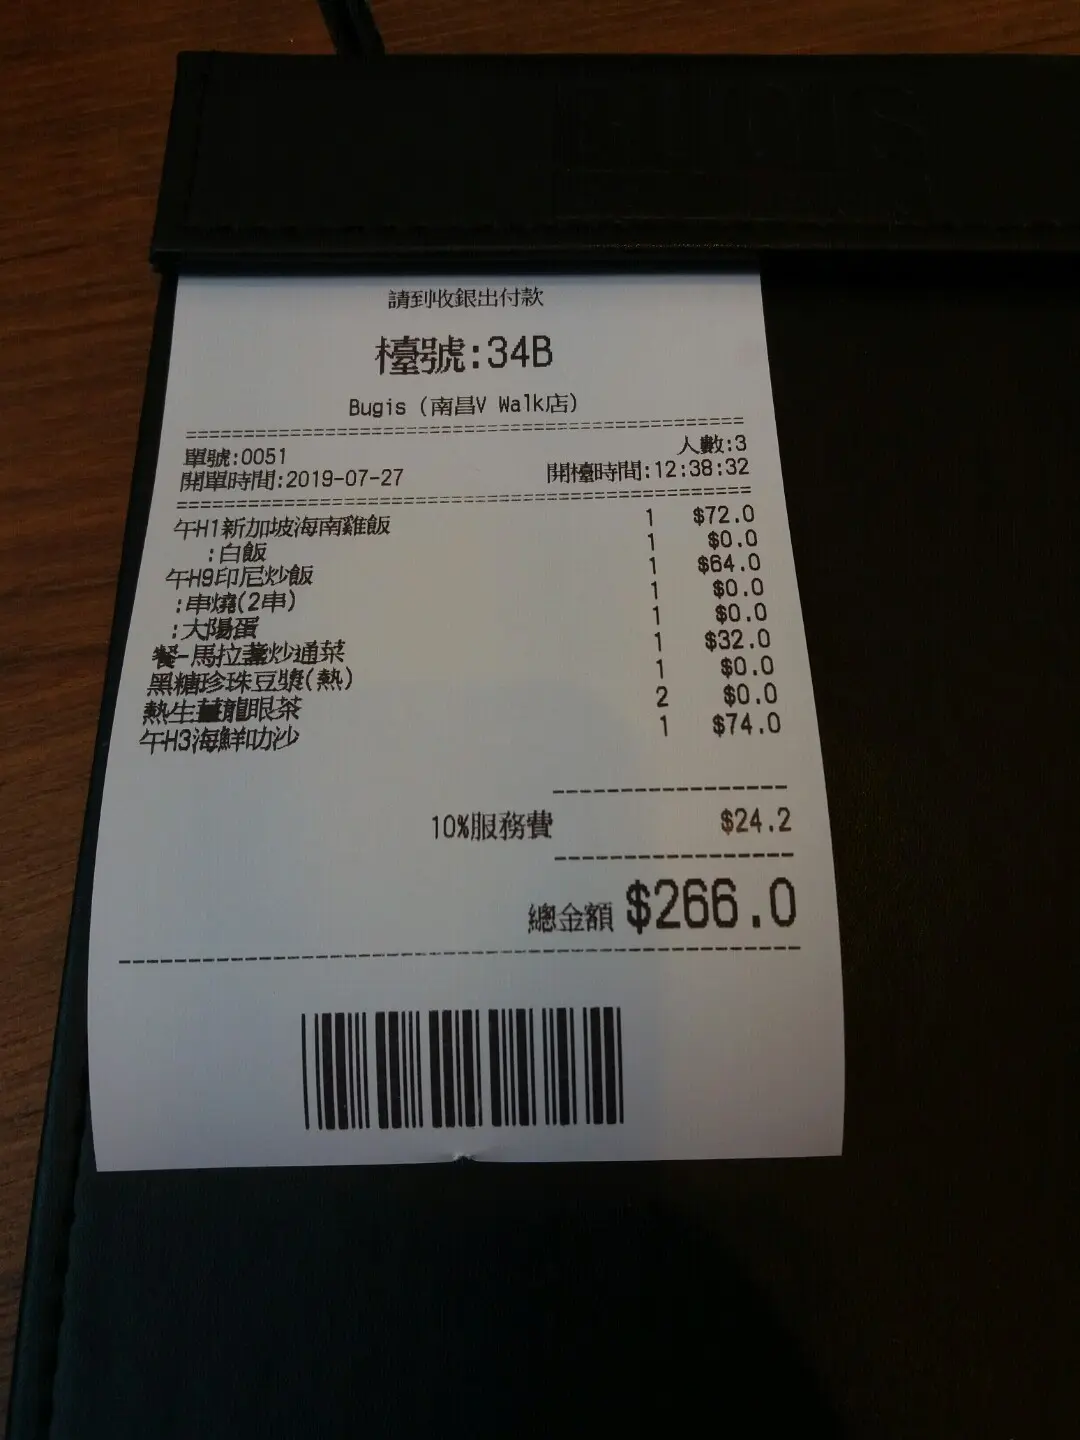 請到收銀出付款
檯號:34B
Bugis (南昌V Walk店)
單號:0051 人數:3
開單時間:2019-07-27 開檯時間:12:38:32
午H1新加坡海南雞飯 1 $72.0
:白飯 1 $0.0
午H9印尼炒飯 1 $64.0
:串燒(2串) 1 $0.0
:太陽蛋 1 $0.0
餐-馬拉盞炒通菜 1 $32.0
黑糖珍珠豆漿(熱) 1 $0.0
熱生薑龍眼茶 2 $0.0
午H3海鮮叻沙 1 $74.0
10%服務費 $24.2
總金額 $266.0